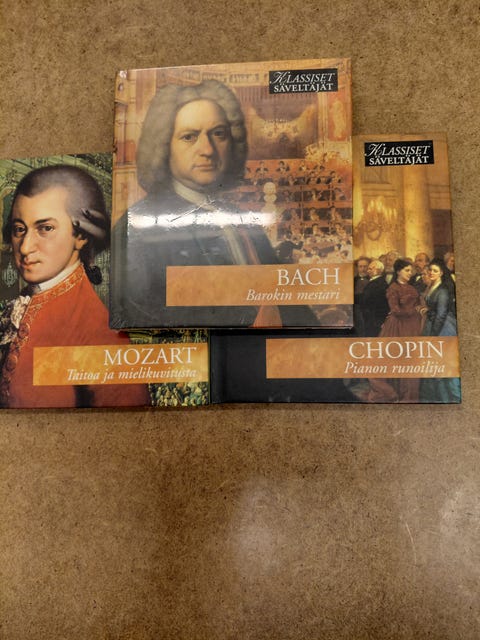 KLASSISET
SÄVELTÄJÄT
BACH
Barokin mestari
KLASSISET
SÄVELTÄJÄT
MOZART
Taitoa ja mielikuvitusta
CHOPIN
Pianon runoilija